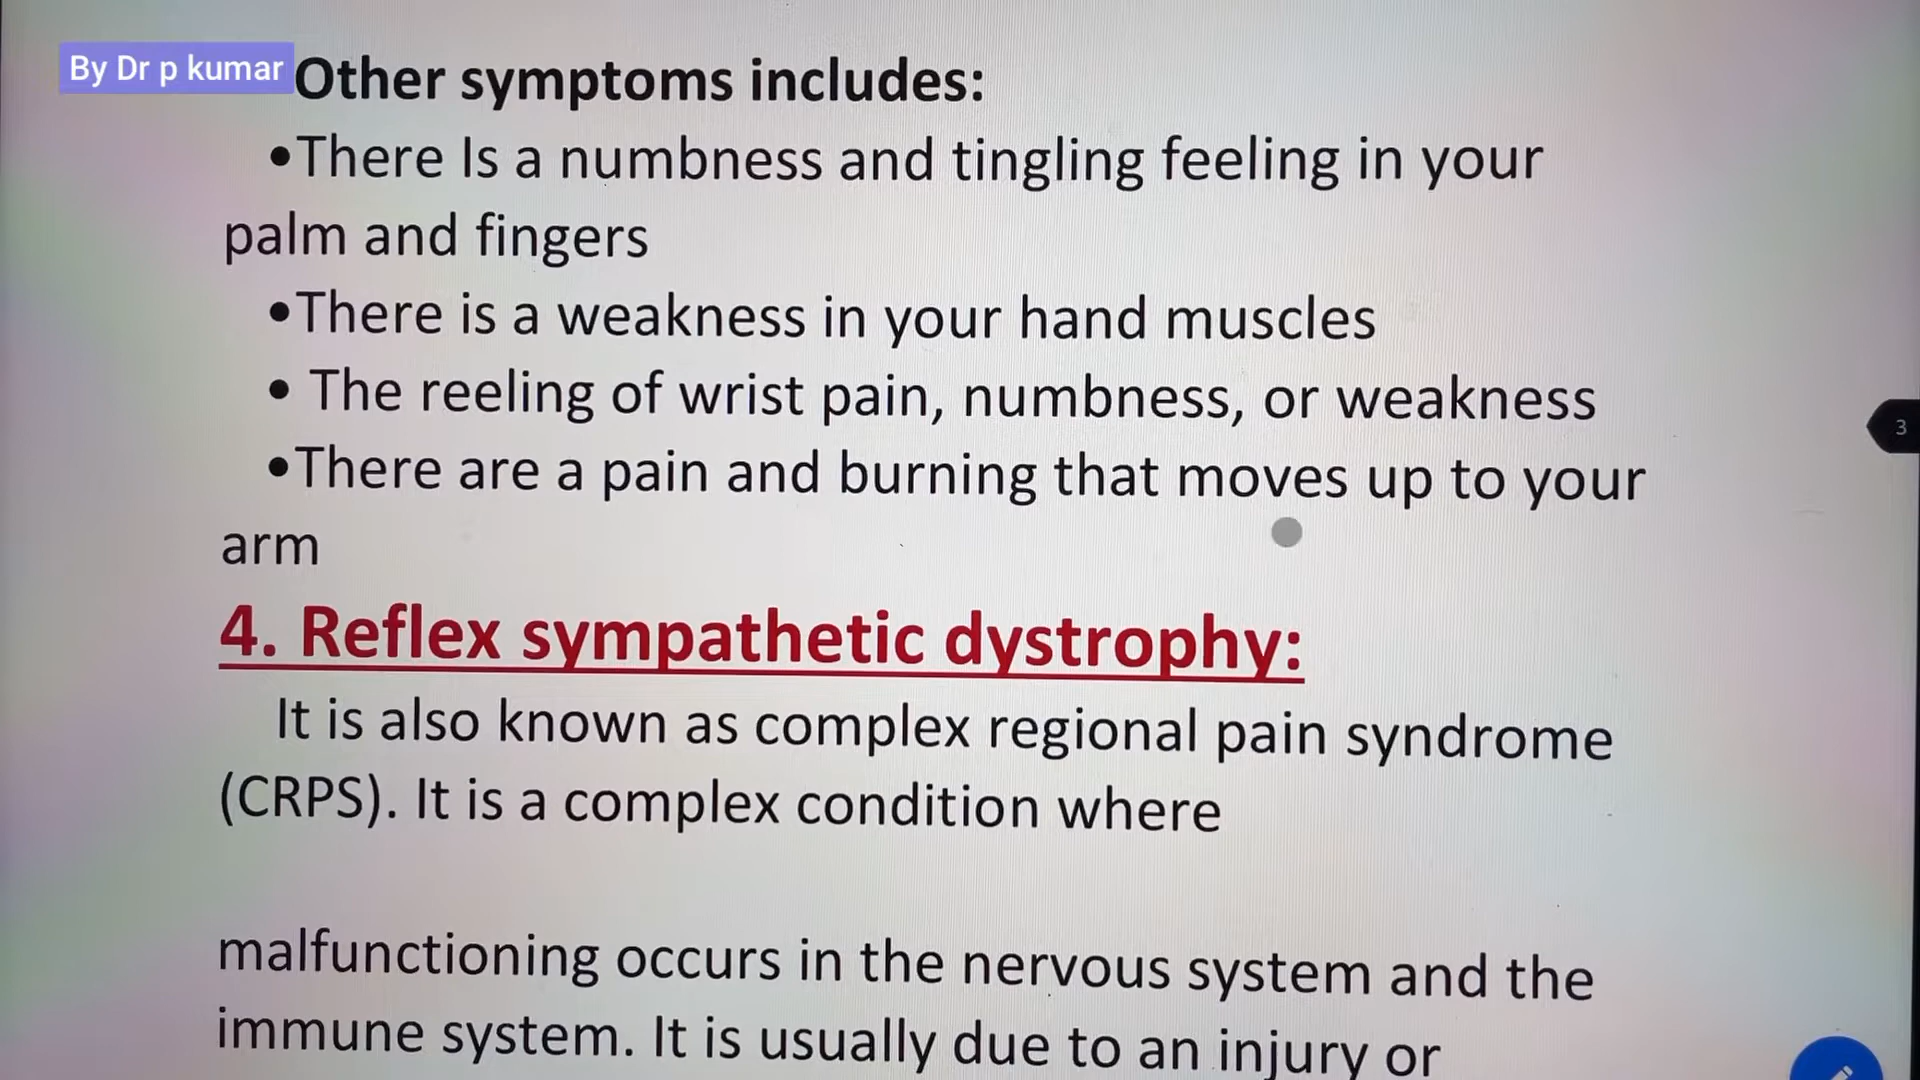 By Dr p kumar
Other symptoms includes:
•There Is a numbness and tingling feeling in your
palm and fingers
•There is a weakness in your hand muscles
• The reeling of wrist pain, numbness, or weakness
•There are a pain and burning that moves up to your
arm
3
4. Reflex sympathetic dystrophy:
It is also known as complex regional pain syndrome
(CRPS). It is a complex condition where
malfunctioning occurs in the nervous system and the
immune system. It is usually due to an injury or